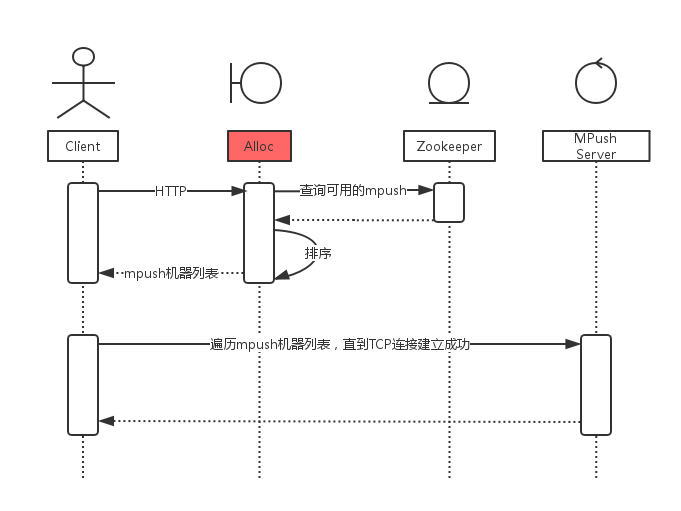 Client
Alloc
Zookeeper
MPush
Server
HTTP
查询可用的mpush
排序
mpush机器列表
遍历mpush机器列表，直到TCP连接建立成功